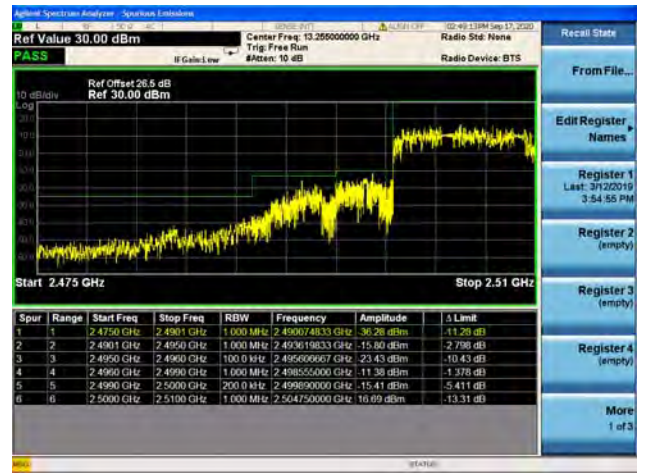 Agilent Spectrum Analyzer - Spurious Emissions
SENSE:INT ALIGN OFF 02:49:13PM Sep 17, 2020
Ref Value 30.00 dBm Center Freq: 13.255000000 GHz Radio Std: None
Trig: Free Run
PASS IFGain:Low #Atten: 10 dB Radio Device: BTS
Ref Offset 26.5 dB
10 dB/div Ref 30.00 dBm
Log
Start 2.475 GHz Stop 2.51 GHz
Spur Range Start Freq Stop Freq RBW Frequency Amplitude Δ Limit
1 1 2.4750 GHz 2.4901 GHz 1.000 MHz 2.490074833 GHz -36.28 dBm -11.28 dB
2 2 2.4901 GHz 2.4950 GHz 1.000 MHz 2.493619833 GHz -15.80 dBm -2.798 dB
3 3 2.4950 GHz 2.4960 GHz 100.0 kHz 2.495606667 GHz -23.43 dBm -10.43 dB
4 4 2.4960 GHz 2.4990 GHz 1.000 MHz 2.498555000 GHz -11.38 dBm -1.378 dB
5 5 2.4990 GHz 2.5000 GHz 200.0 kHz 2.499890000 GHz -15.41 dBm -5.411 dB
6 6 2.5000 GHz 2.5100 GHz 1.000 MHz 2.504750000 GHz 16.69 dBm -13.31 dB
MSG STATUS
Recall State
From File...
Edit Register
Names
Register 1
Last: 3/12/2019
3:54:55 PM
Register 2
(empty)
Register 3
(empty)
Register 4
(empty)
More
1 of 3